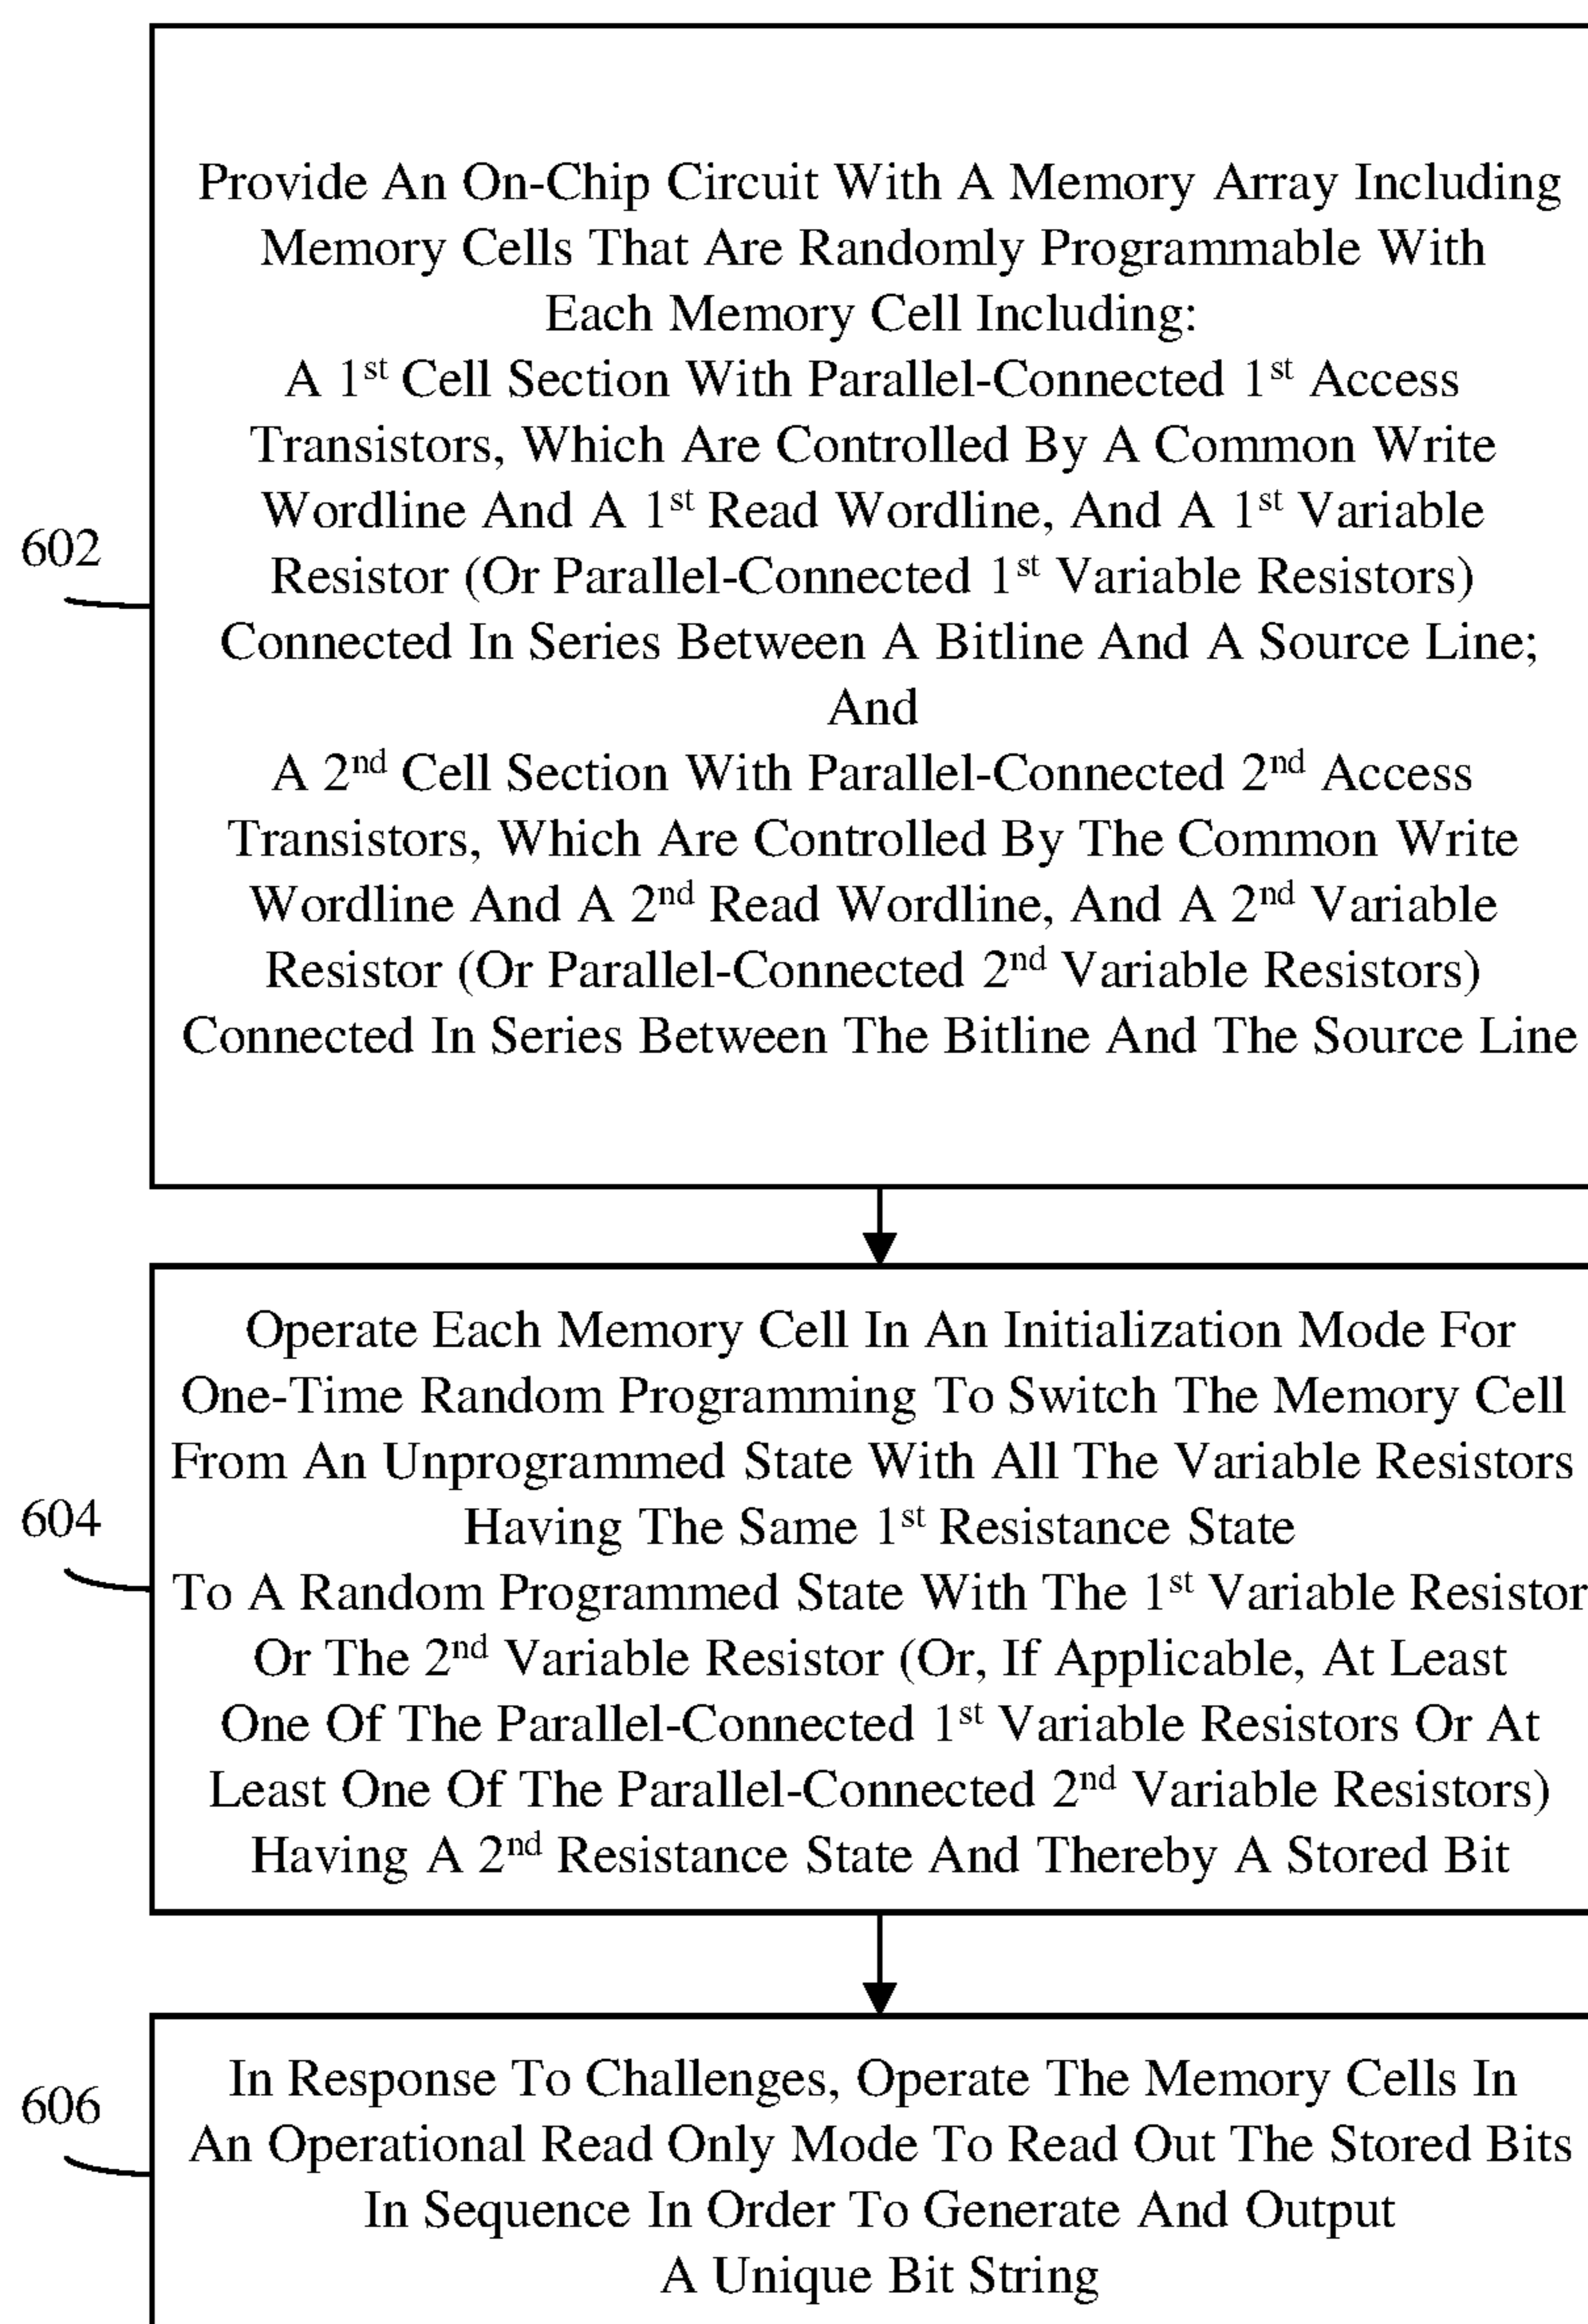 Provide An On-Chip Circuit With A Memory Array Including
Memory Cells That Are Randomly Programmable With
Each Memory Cell Including:
A 1st Cell Section With Parallel-Connected 1st Access
Transistors, Which Are Controlled By A Common Write
Wordline And A 1st Read Wordline, And A 1st Variable
602
Resistor (Or Parallel-Connected 1st Variable Resistors)
Connected In Series Between A Bitline And A Source Line;
And
A 2nd Cell Section With Parallel-Connected 2nd Access
Transistors, Which Are Controlled By The Common Write
Wordline And A 2nd Read Wordline, And A 2nd Variable
Resistor (Or Parallel-Connected 2nd Variable Resistors)
Connected In Series Between The Bitline And The Source Line
Operate Each Memory Cell In An Initialization Mode For
One-Time Random Programming To Switch The Memory Cell
From An Unprogrammed State With All The Variable Resistors
604
Having The Same 1st Resistance State
To A Random Programmed State With The 1st Variable Resistor
Or The 2nd Variable Resistor (Or, If Applicable, At Least
One Of The Parallel-Connected 1st Variable Resistors Or At
Least One Of The Parallel-Connected 2nd Variable Resistors)
Having A 2nd Resistance State And Thereby A Stored Bit
606
In Response To Challenges, Operate The Memory Cells In
An Operational Read Only Mode To Read Out The Stored Bits
In Sequence In Order To Generate And Output
A Unique Bit String